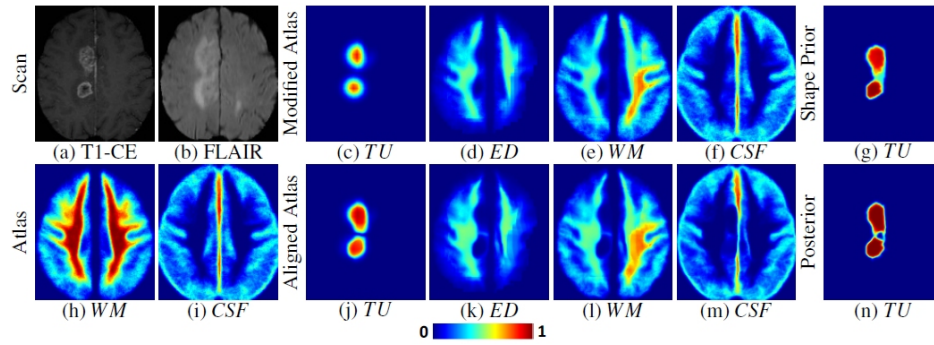 Scan
(a) T1-CE
(b) FLAIR
Modified Atlas
(c) TU
(d) ED
(e) WM
(f) CSF
Shape Prior
(g) TU
Atlas
(h) WM
(i) CSF
Aligned Atlas
(j) TU
(k) ED
(l) WM
(m) CSF
Posterior
(n) TU
0
1